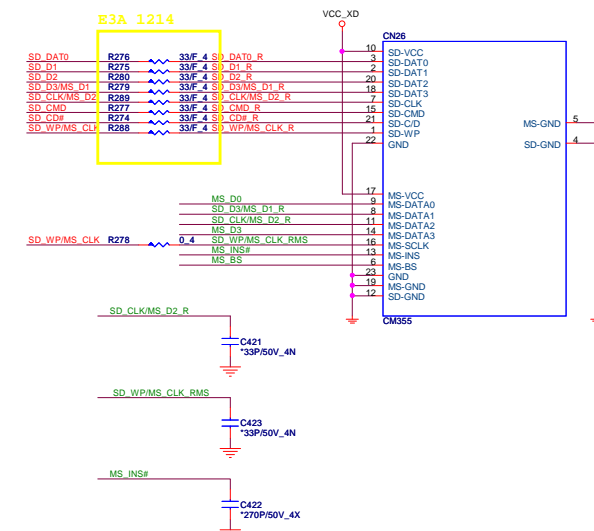 E3A 1214
VCC_XD
CN26
SD_DAT0 R276 33/F_4 SD_DAT0_R 10 SD-VCC
SD_D1 R275 33/F_4 SD_D1_R 3 SD-DAT0
SD_D2 R280 33/F_4 SD_D2_R 2 SD-DAT1
SD_D3/MS_D1 R279 33/F_4 SD_D3/MS_D1_R 20 SD-DAT2
SD_CLK/MS_D2 R289 33/F_4 SD_CLK/MS_D2_R 18 SD-DAT3
SD_CMD R277 33/F_4 SD_CMD_R 7 SD-CLK
SD_CD# R274 33/F_4 SD_CD#_R 15 SD-CMD
SD_WP/MS_CLK R288 33/F_4 SD_WP/MS_CLK_R 21 SD-C/D
1 SD-WP
22 GND
MS-GND 5
SD-GND 4
17 MS-VCC
MS_D0 9 MS-DATA0
SD_D3/MS_D1_R 8 MS-DATA1
SD_CLK/MS_D2_R 11 MS-DATA2
MS_D3 14 MS-DATA3
SD_WP/MS_CLK R278 0_4 SD_WP/MS_CLK_RMS 16 MS-SCLK
MS_INS# 13 MS-INS
MS_BS 6 MS-BS
23 GND
19 MS-GND
12 SD-GND
CM355
SD_CLK/MS_D2_R
C421
*33P/50V_4N
SD_WP/MS_CLK_RMS
C423
*33P/50V_4N
MS_INS#
C422
*270P/50V_4X